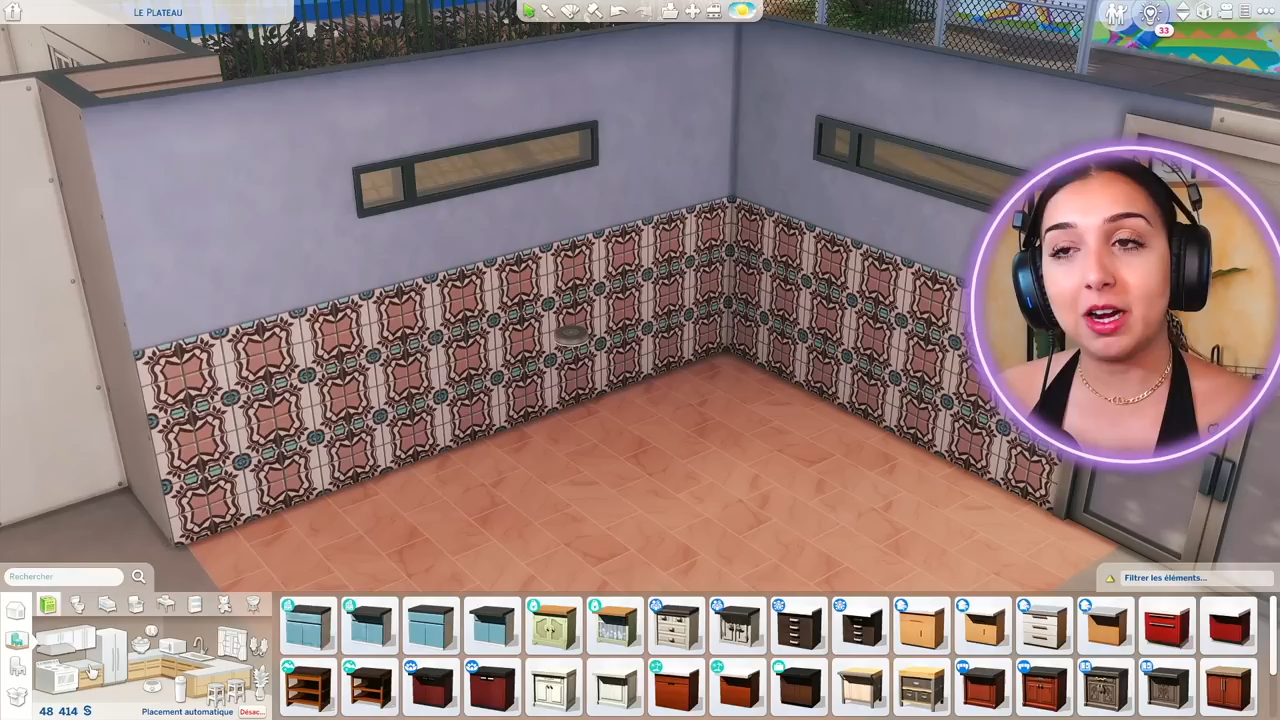 LE PLATEAU
33
Rechercher
Filtrer les éléments...
48 414 $
Placement automatique
Désac...